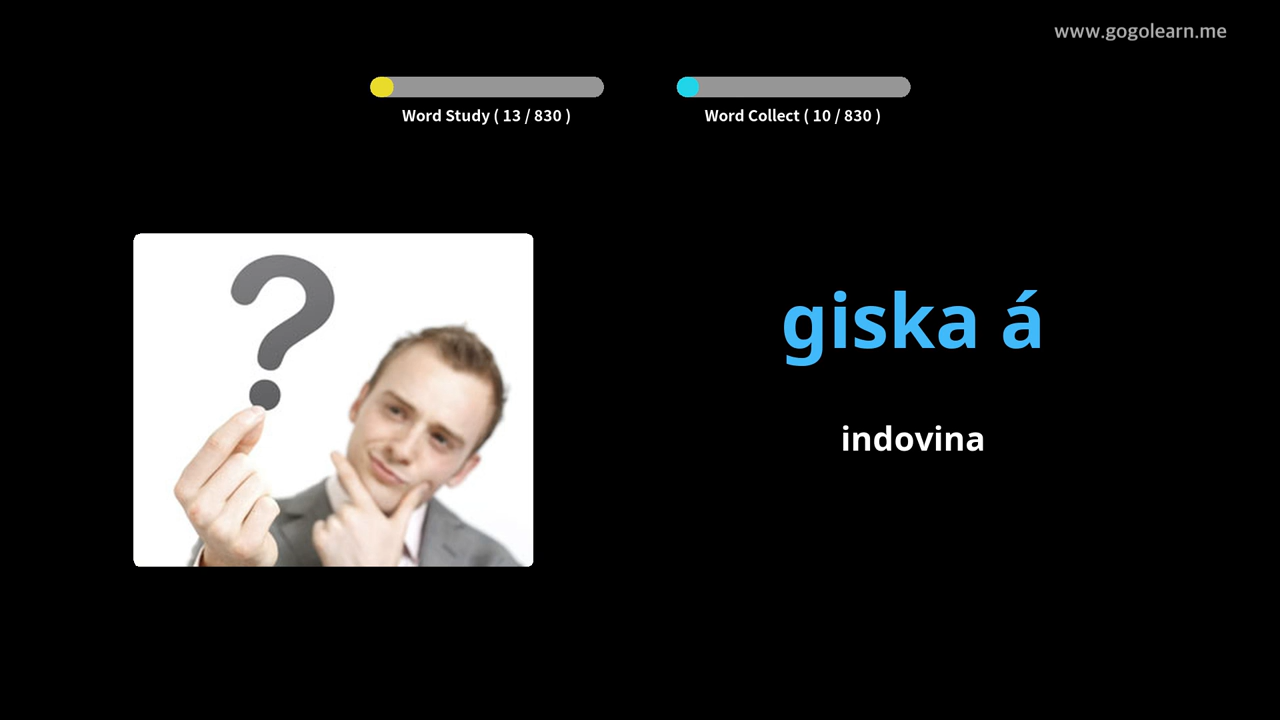 www.gogolearn.me
Word Study ( 13 / 830 )
Word Collect ( 10 / 830 )
?
giska á
indovina